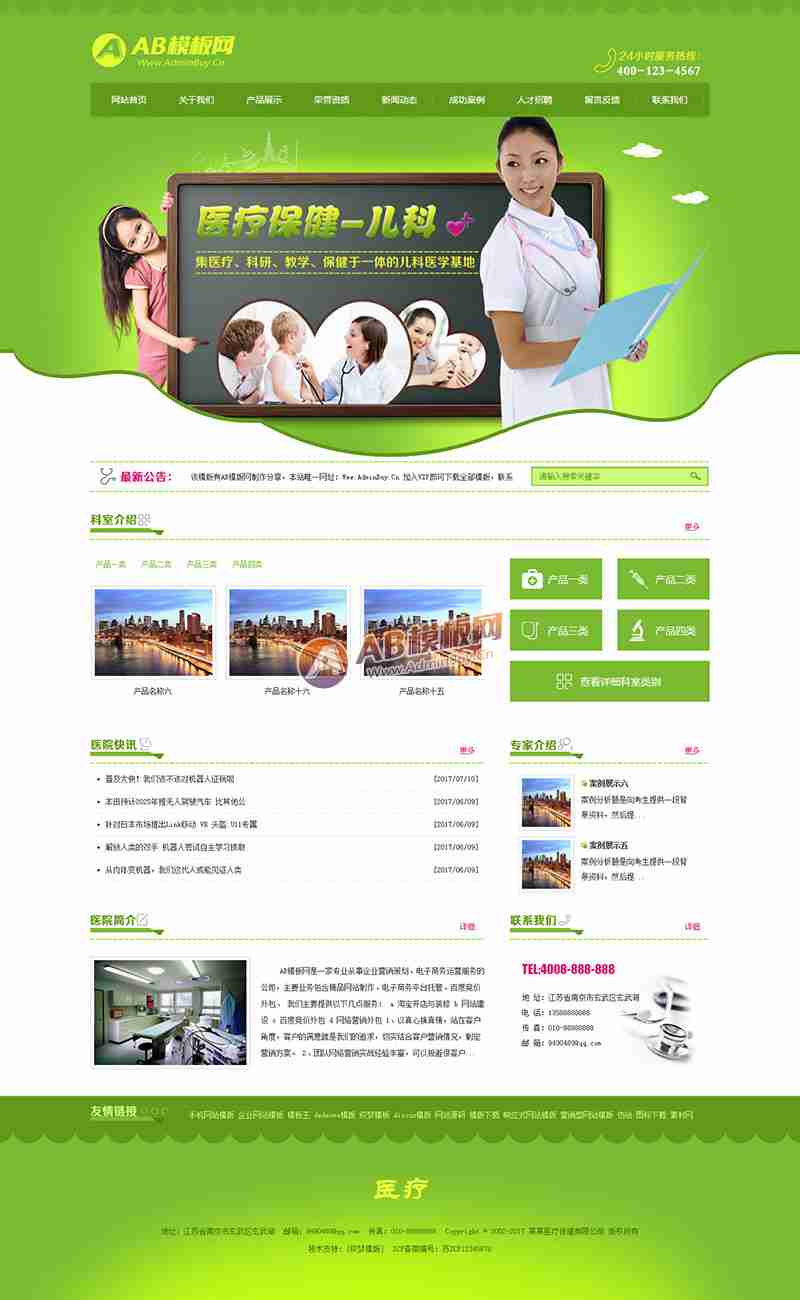 AB模板网
Www.AdminBuy.Cn
24小时服务热线：
400-123-4567
网站首页 关于我们 产品展示 荣誉资质 新闻动态 成功案例 人才招聘 留言反馈 联系我们
医疗保健-儿科
集医疗、科研、教学、保健于一体的儿科医学基地
最新公告： 该模板有AB模板网制作分享，本站唯一网址：Www.AdminBuy.Cn 加入VIP即可下载全部模板，联系
请输入搜索关键字
科室介绍 更多
产品一类 产品二类 产品三类 产品四类
产品一类 产品二类
产品三类 产品四类
查看详细科室类别
AB模板网
Www.AdminBuy.Cn
产品名称六 产品名称十六 产品名称十五
医院快讯 更多
普及大使！我们该不该对机器人征税呢 [2017/07/10]
本田预计2025年推无人驾驶汽车 比其他公 [2017/06/09]
针对日本市场推出Link移动 VR 头盔 U11专属 [2017/06/09]
解锁人类的双手 机器人尝试自主学习抓取 [2017/06/09]
从肉体变机器，我们这代人或能见证人类 [2017/06/09]
专家介绍 更多
案例展示六
案例分析题是向考生提供一段背
景资料，然后提...
案例展示五
案例分析题是向考生提供一段背
景资料，然后提...
医院简介 详细
AB模板网是一家专业从事企业营销策划、电子商务运营服务的
公司，主要业务包含精品网站制作、电子商务平台托管、百度竞价
外包。 我们主要提供以下几点服务！ a 淘宝开店与装修 b 网站建
设 c 百度竞价外包 d 网络营销外包 1、以真心换真情，站在客户
角度，客户的满意就是我们的追求，切实结合客户营销情况，制定
营销方案。 2、团队网络营销实战经验丰富，可以规避很客户...
联系我们 详细
TEL:4008-888-888
地 址：江苏省南京市玄武区玄武湖
电 话：13588888888
传 真：010-88888888
邮 箱：9490489@qq.com
友情链接 手机网站模板 企业网站模板 模板王 dedecms模板 织梦模板 discuz模板 网站源码 模板下载 响应式网站模板 营销型网站模板 仿站 图标下载 素材网
医疗
地址：江苏省南京市玄武区玄武湖 邮箱：9490489@qq.com 传真：010-88888888 Copyright © 2002-2017 某某医疗保健有限公司 版权所有
技术支持：[织梦模板] ICP备案编号：苏ICP12345678